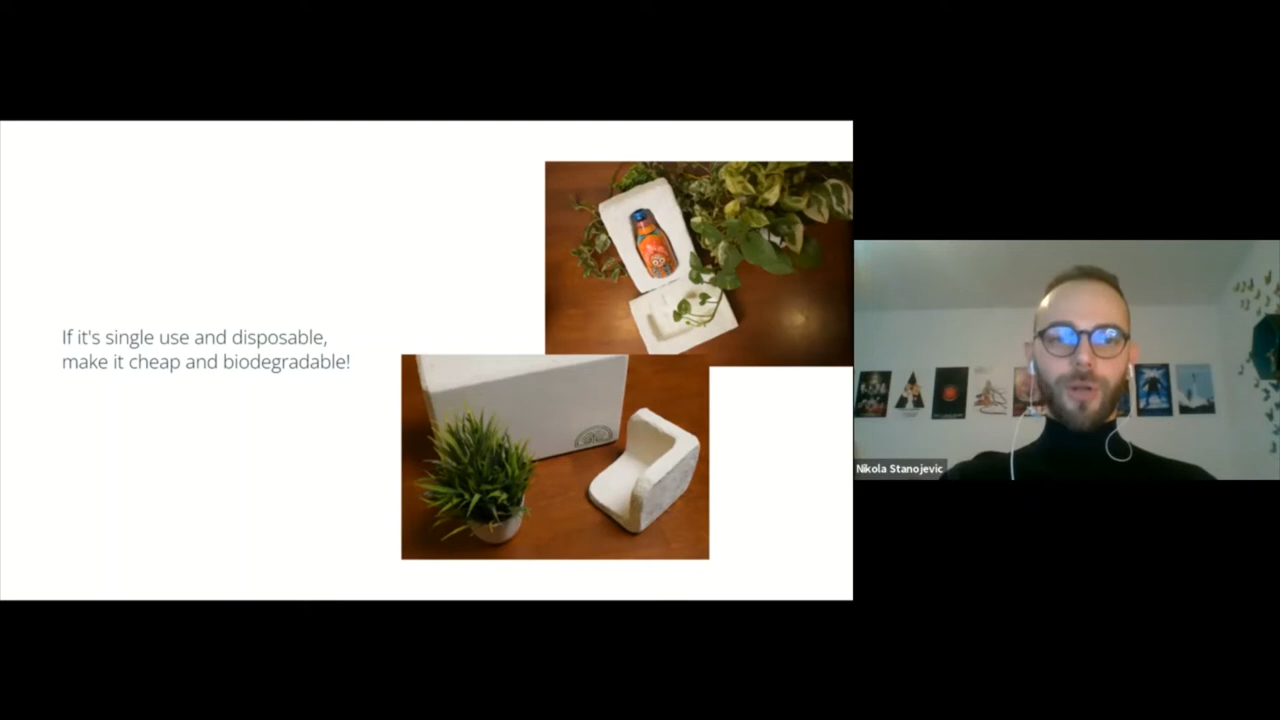 If it's single use and disposable,
make it cheap and biodegradable!
Nikola Stanojevic